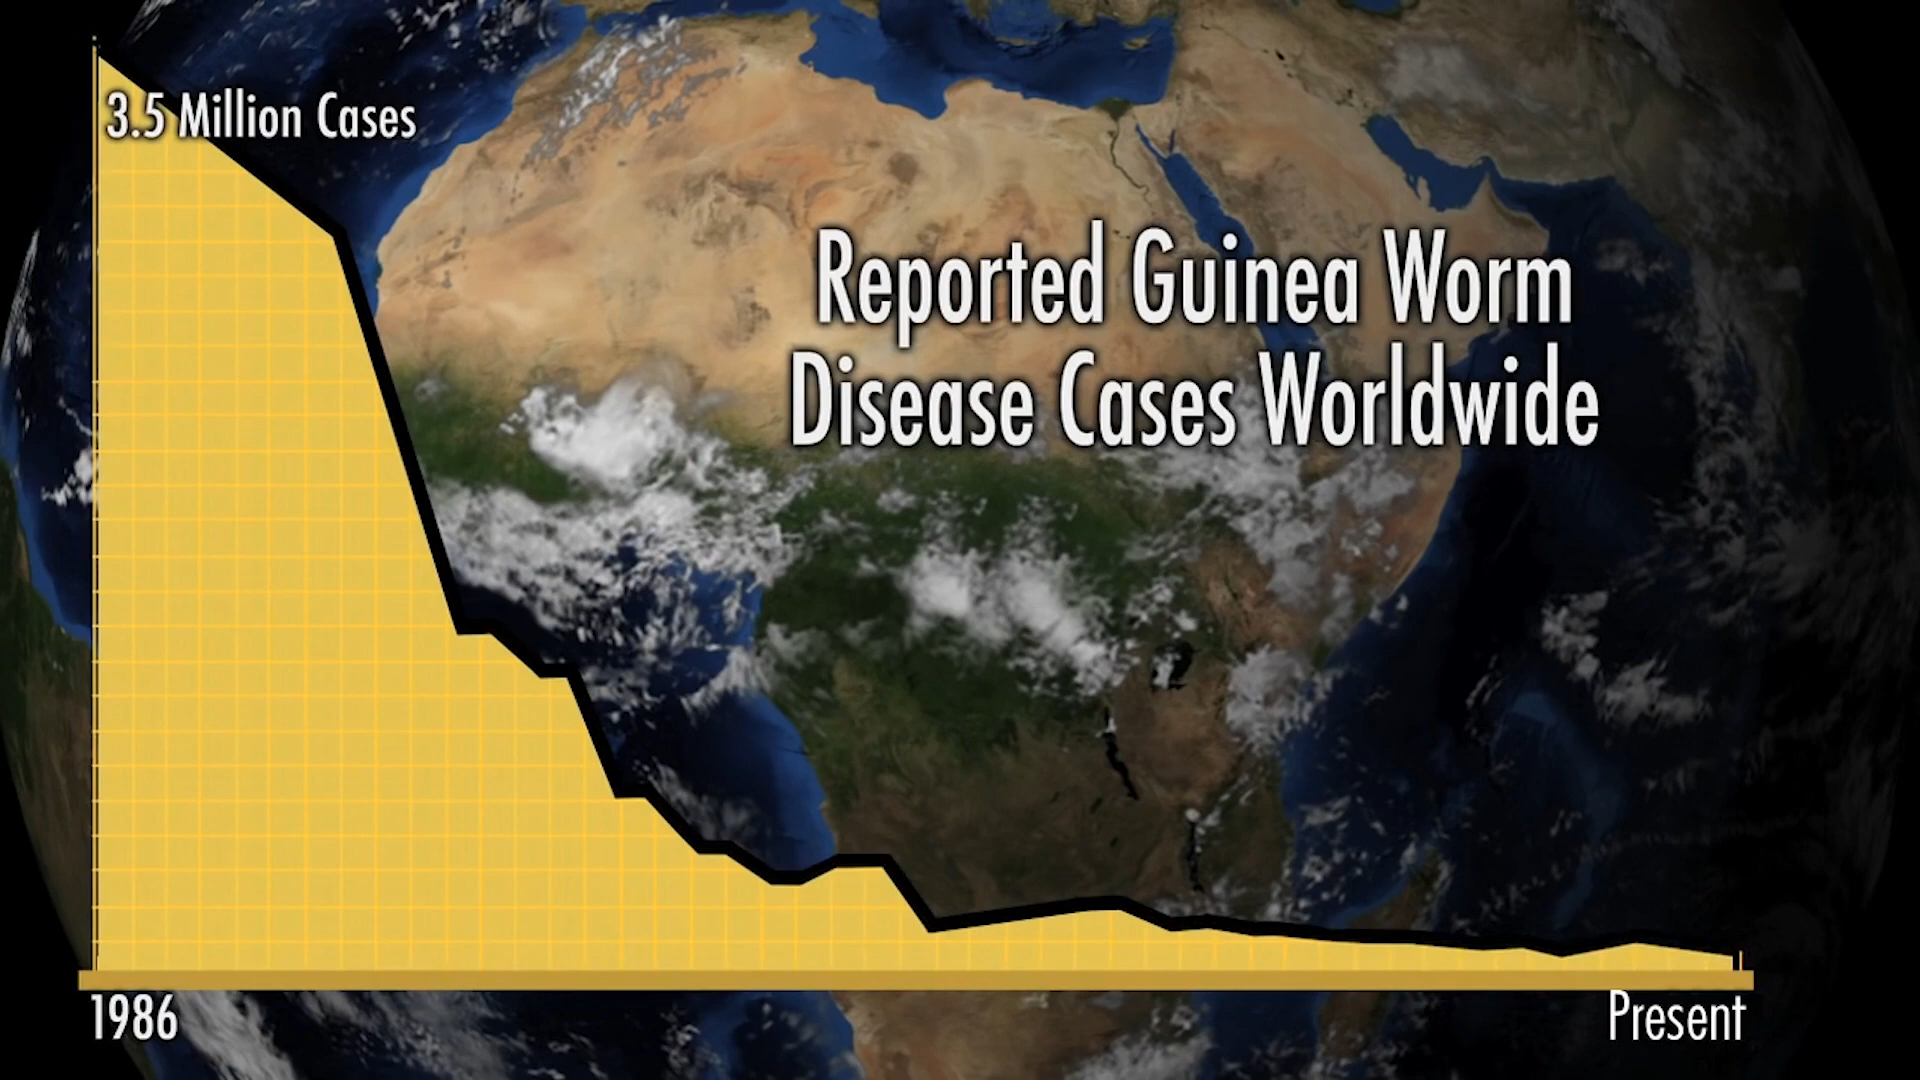 3.5 Million Cases
Reported Guinea Worm
Disease Cases Worldwide
1986
Present